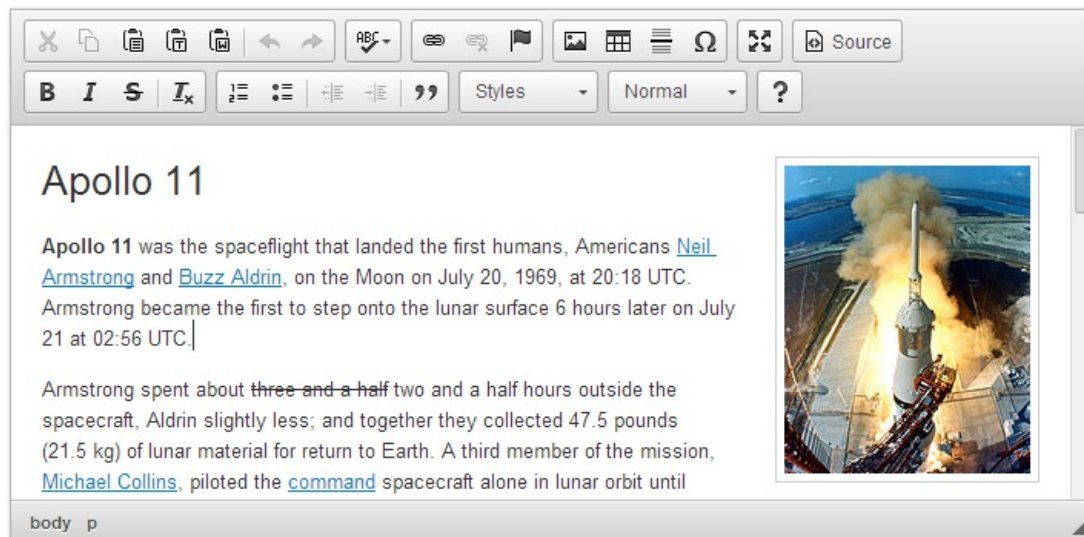 ABC
Ω
Source
B I S Ix
Styles
Normal
?
Apollo 11
Apollo 11 was the spaceflight that landed the first humans, Americans Neil
Armstrong and Buzz Aldrin, on the Moon on July 20, 1969, at 20:18 UTC.
Armstrong became the first to step onto the lunar surface 6 hours later on July
21 at 02:56 UTC.
Armstrong spent about three and a half two and a half hours outside the
spacecraft, Aldrin slightly less; and together they collected 47.5 pounds
(21.5 kg) of lunar material for return to Earth. A third member of the mission,
Michael Collins, piloted the command spacecraft alone in lunar orbit until
body p